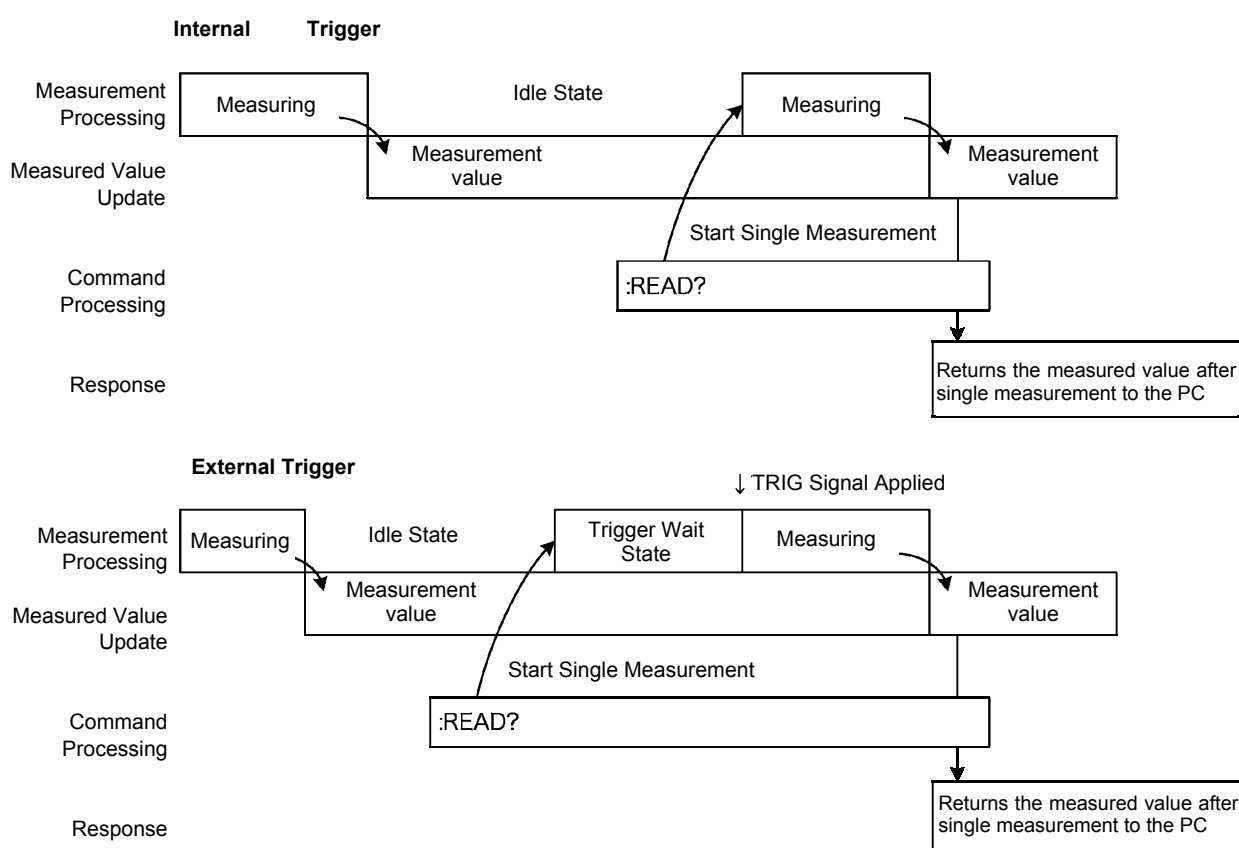 Internal Trigger
Measurement
Processing
Measuring
Idle State
Measuring
Measured Value
Update
Measurement
value
Measurement
value
Start Single Measurement
Command
Processing
:READ?
Response
Returns the measured value after
single measurement to the PC
External Trigger
↓ TRIG Signal Applied
Measurement
Processing
Measuring
Idle State
Trigger Wait
State
Measuring
Measured Value
Update
Measurement
value
Measurement
value
Start Single Measurement
Command
Processing
:READ?
Response
Returns the measured value after
single measurement to the PC